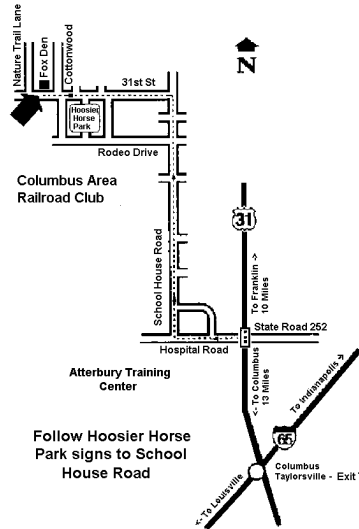 Nature Trail Lane
Fox Den
Cottonwood
31st St
N
Hoosier
Horse
Park
Rodeo Drive
Columbus Area
Railroad Club
School House Road
31
To Franklin ->
10 Miles
State Road 252
Hospital Road
<- To Columbus
13 Miles
To Indianapolis ->
Atterbury Training
Center
Follow Hoosier Horse
Park signs to School
House Road
65
Columbus
Taylorsville - Exit
<- To Louisville